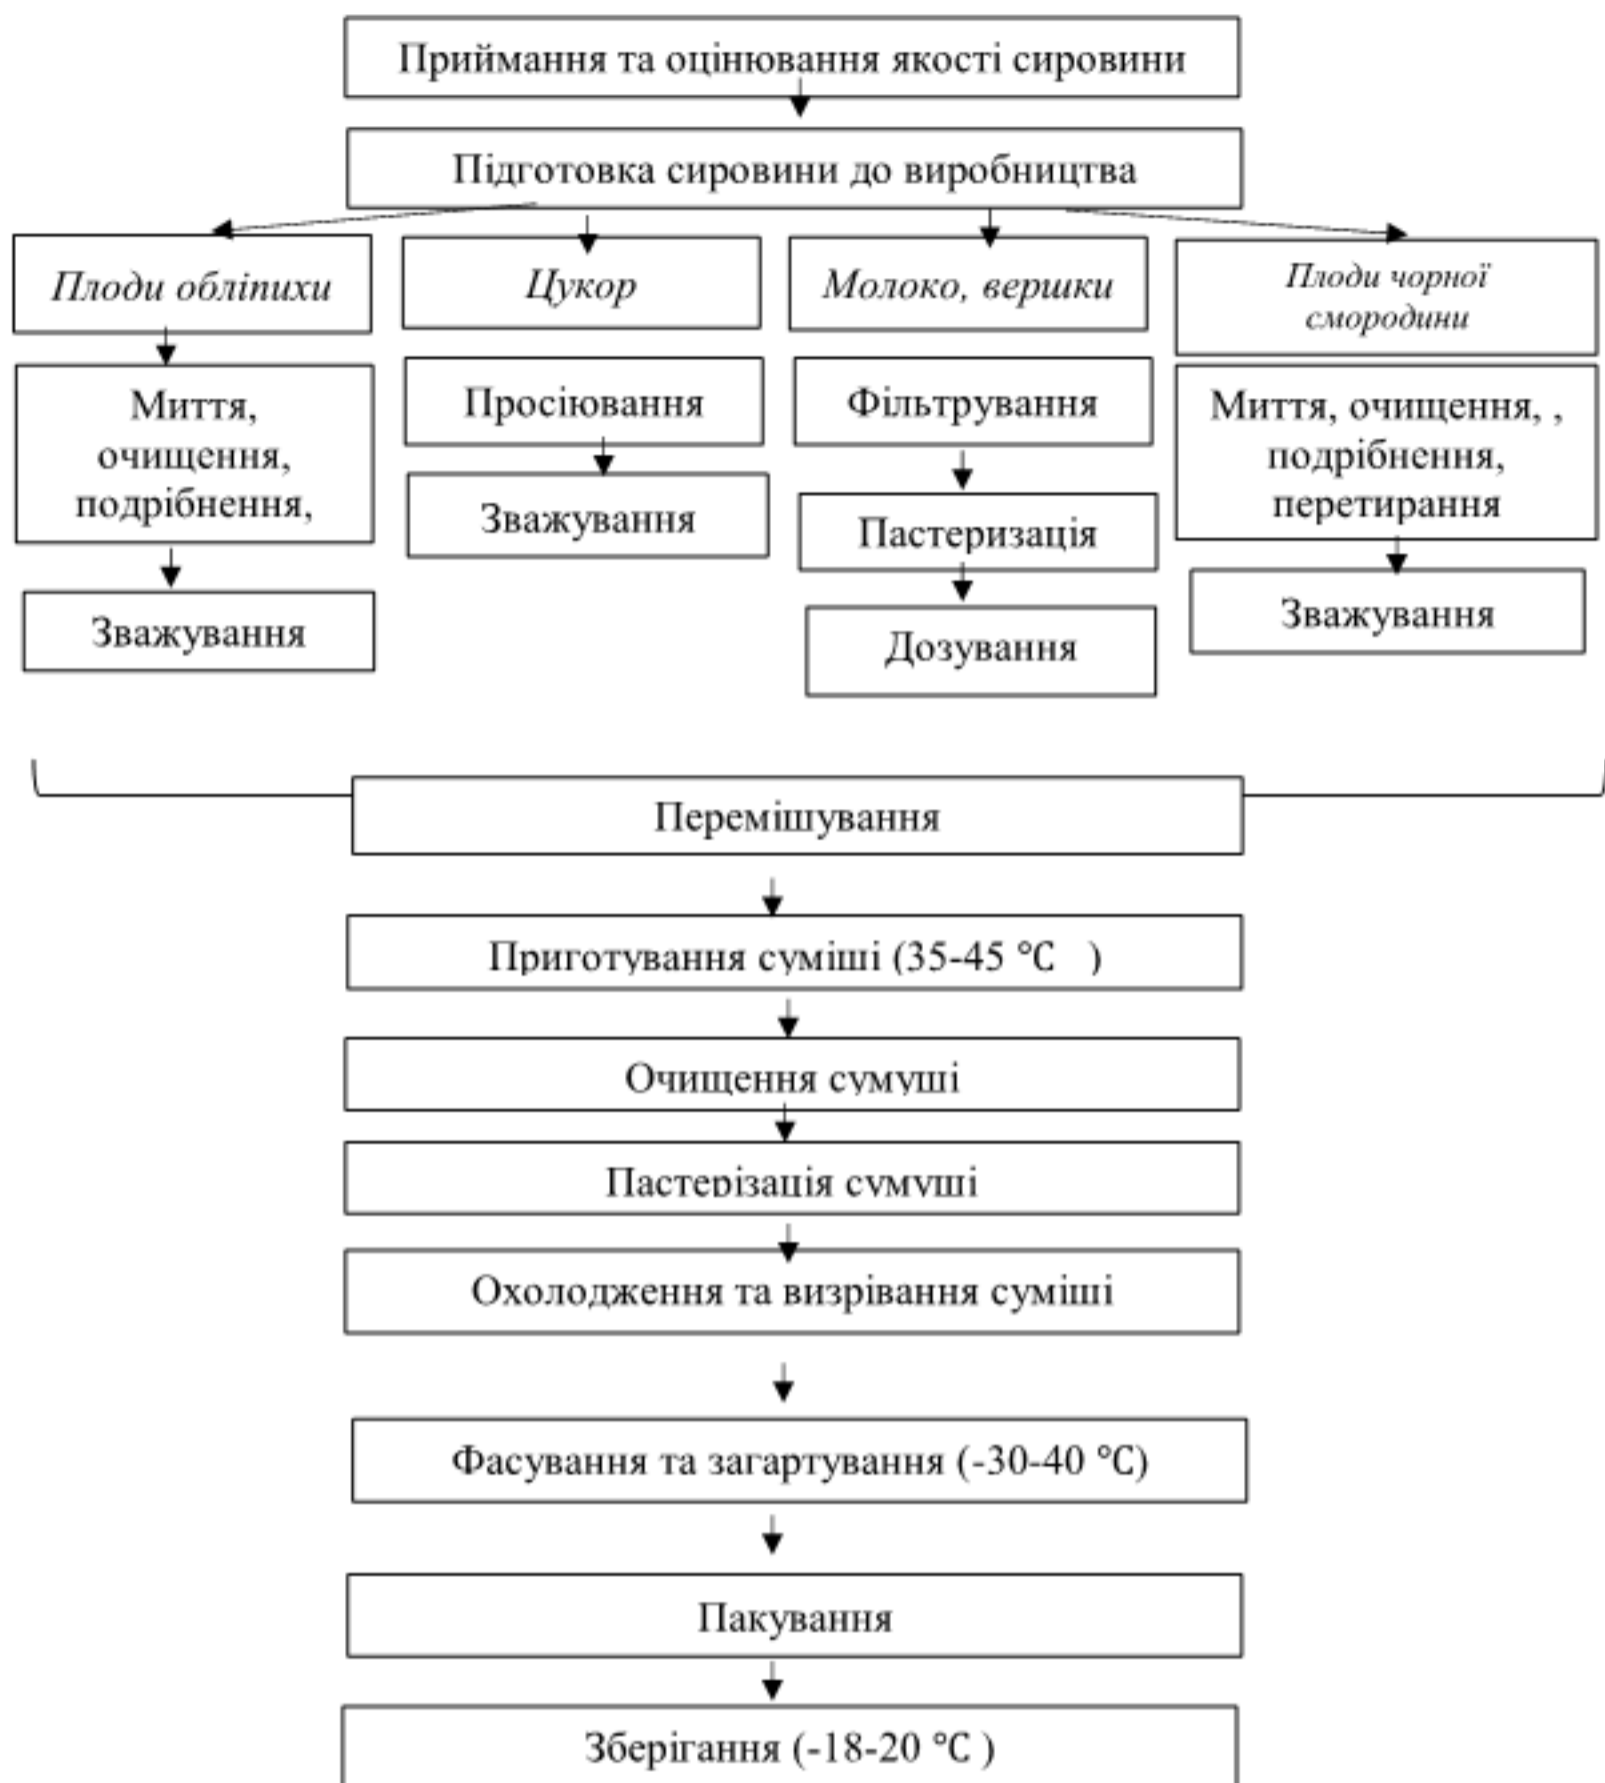 Приймання та оцінювання якості сировини
Підготовка сировини до виробництва
Плоди обліпихи
Цукор
Молоко, вершки
Плоди чорної
смородини
Миття,
очищення,
подрібнення,
Зважування
Просіювання
Зважування
Фільтрування
Пастеризація
Дозування
Миття, очищення, ,
подрібнення,
перетирання
Зважування
Перемішування
Приготування суміші (35-45 ℃ )
Очищення сумуші
Пастерізація сумуші
Охолодження та визрівання суміші
Фасування та загартування (-30-40 ℃)
Пакування
Зберігання (-18-20 ℃ )